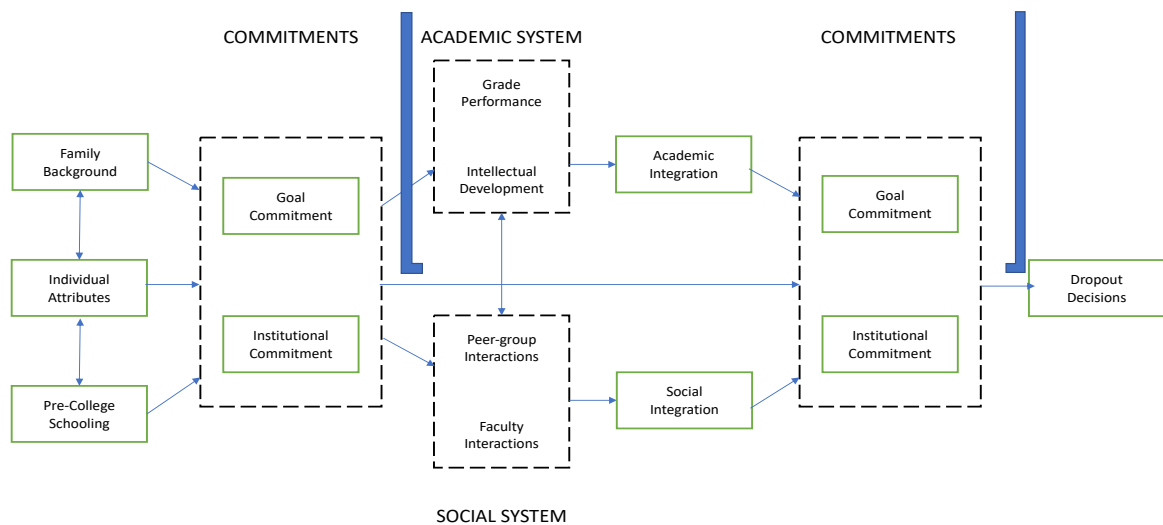 COMMITMENTS
ACADEMIC SYSTEM
COMMITMENTS
Family
Background
Individual
Attributes
Pre-College
Schooling
Goal
Commitment
Institutional
Commitment
Grade
Performance
Intellectual
Development
Peer-group
Interactions
Faculty
Interactions
Academic
Integration
Social
Integration
Goal
Commitment
Institutional
Commitment
Dropout
Decisions
SOCIAL SYSTEM